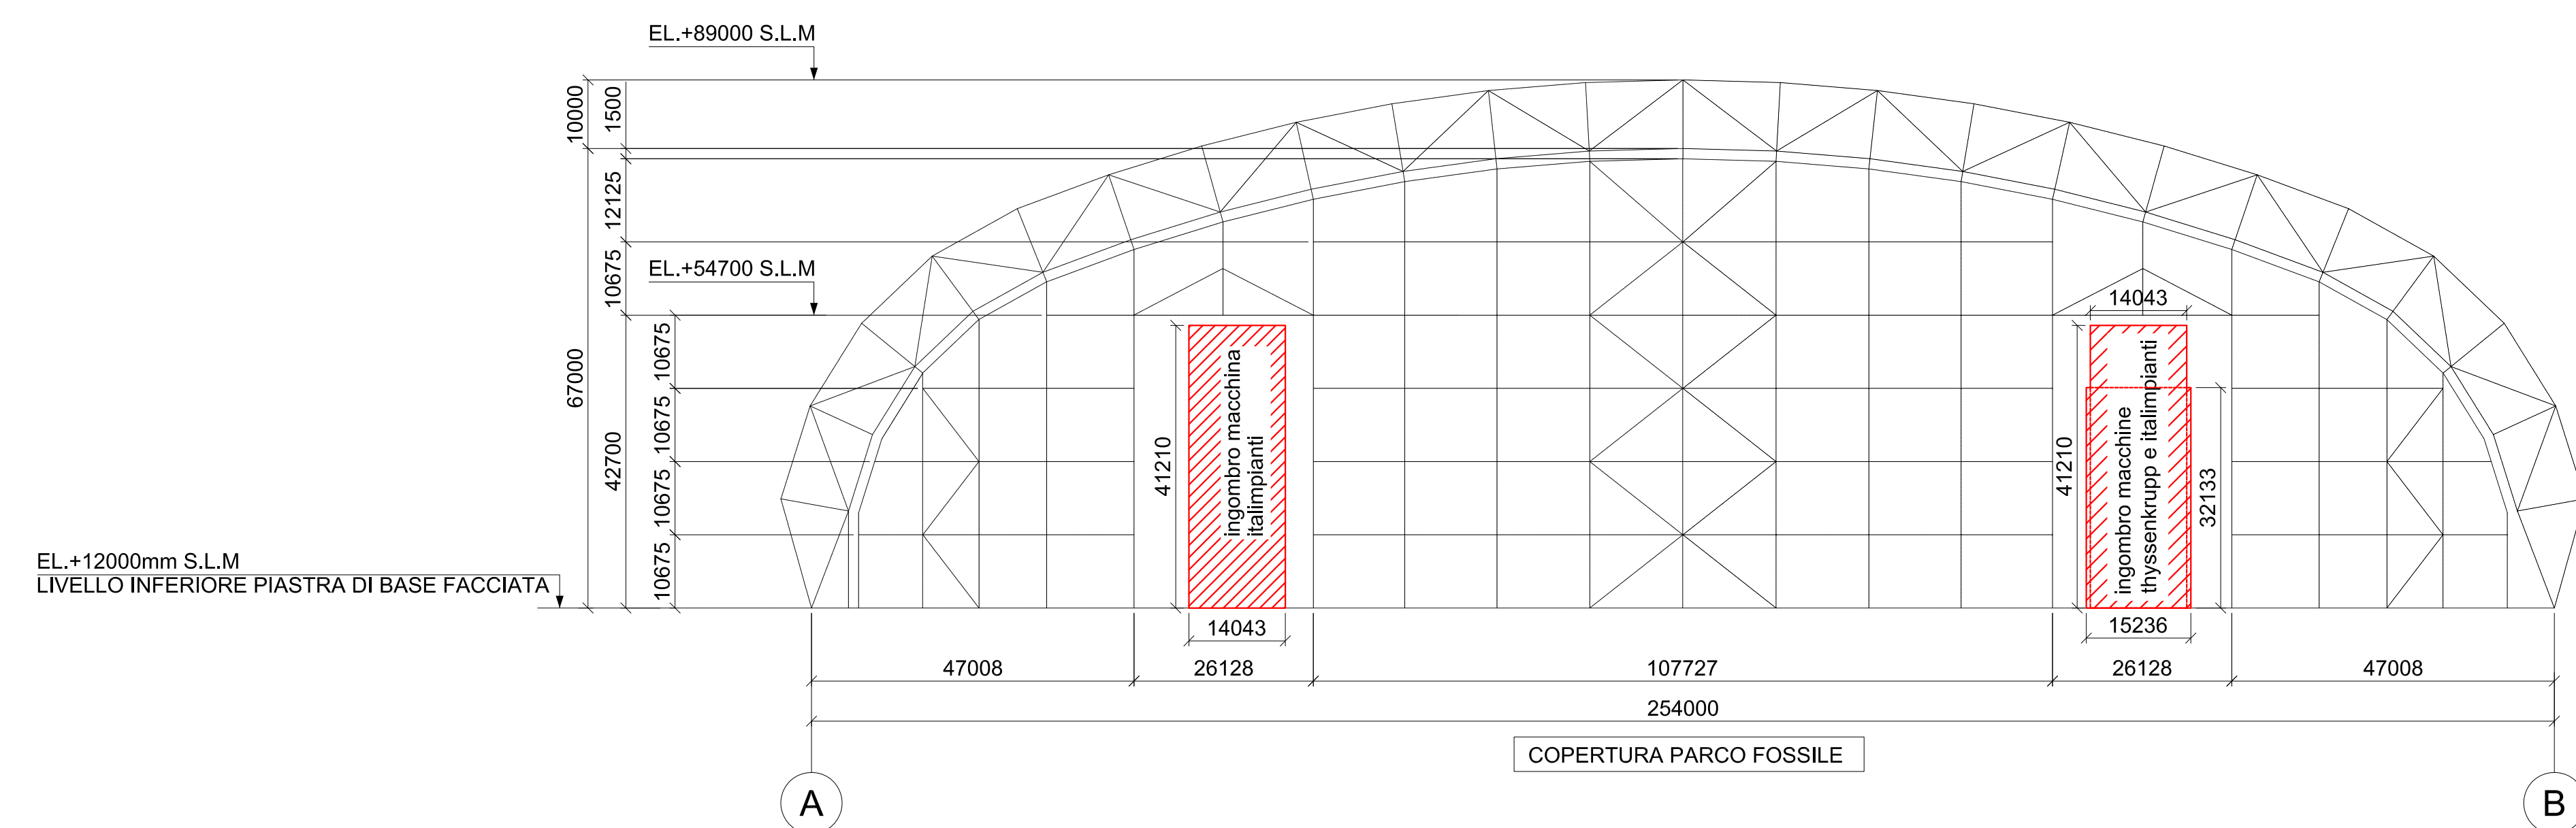 EL.+89000 S.L.M
10000
1500
12125
10675
EL.+54700 S.L.M
67000
42700
10675
10675
10675
10675
EL.+12000mm S.L.M
LIVELLO INFERIORE PIASTRA DI BASE FACCIATA
41210
ingombro macchina
italimpianti
14043
14043
41210
ingombro macchine
thyssenkrupp e italimpianti
32133
15236
47008
26128
107727
26128
47008
254000
COPERTURA PARCO FOSSILE
A
B